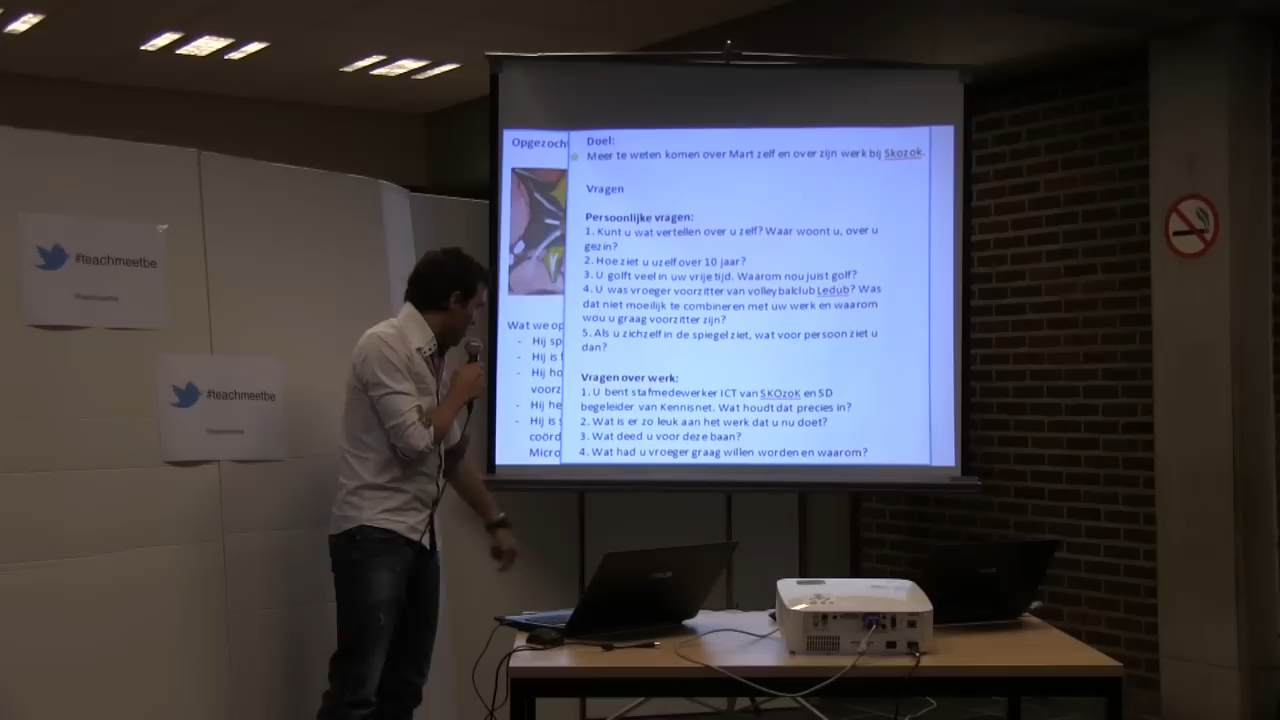 #teachmeetbe
#teachmeetbe
Opgezocht
Wat we op
- Hij sp
- Hij is
- Hij ho
voorz
- Hij he
- Hij is s
coörd
Micro
Doel:
Meer te weten komen over Mart zelf en over zijn werk bij Skozok.
Vragen
Persoonlijke vragen:
1. Kunt u wat vertellen over u zelf? Waar woont u, over u
gezin?
2. Hoe ziet u uzelf over 10 jaar?
3. U golft veel in uw vrije tijd. Waarom nou juist golf?
4. U was vroeger voorzitter van volleybalclub Ledub? Was
dat niet moeilijk te combineren met uw werk en waarom
wou u graag voorzitter zijn?
5. Als u zichzelf in de spiegel ziet, wat voor persoon ziet u
dan?
Vragen over werk:
1. U bent stafmedewerker ICT van SKOzoK en SD
begeleider van Kennisnet. Wat houdt dat precies in?
2. Wat is er zo leuk aan het werk dat u nu doet?
3. Wat deed u voor deze baan?
4. Wat had u vroeger graag willen worden en waarom?
ASUS